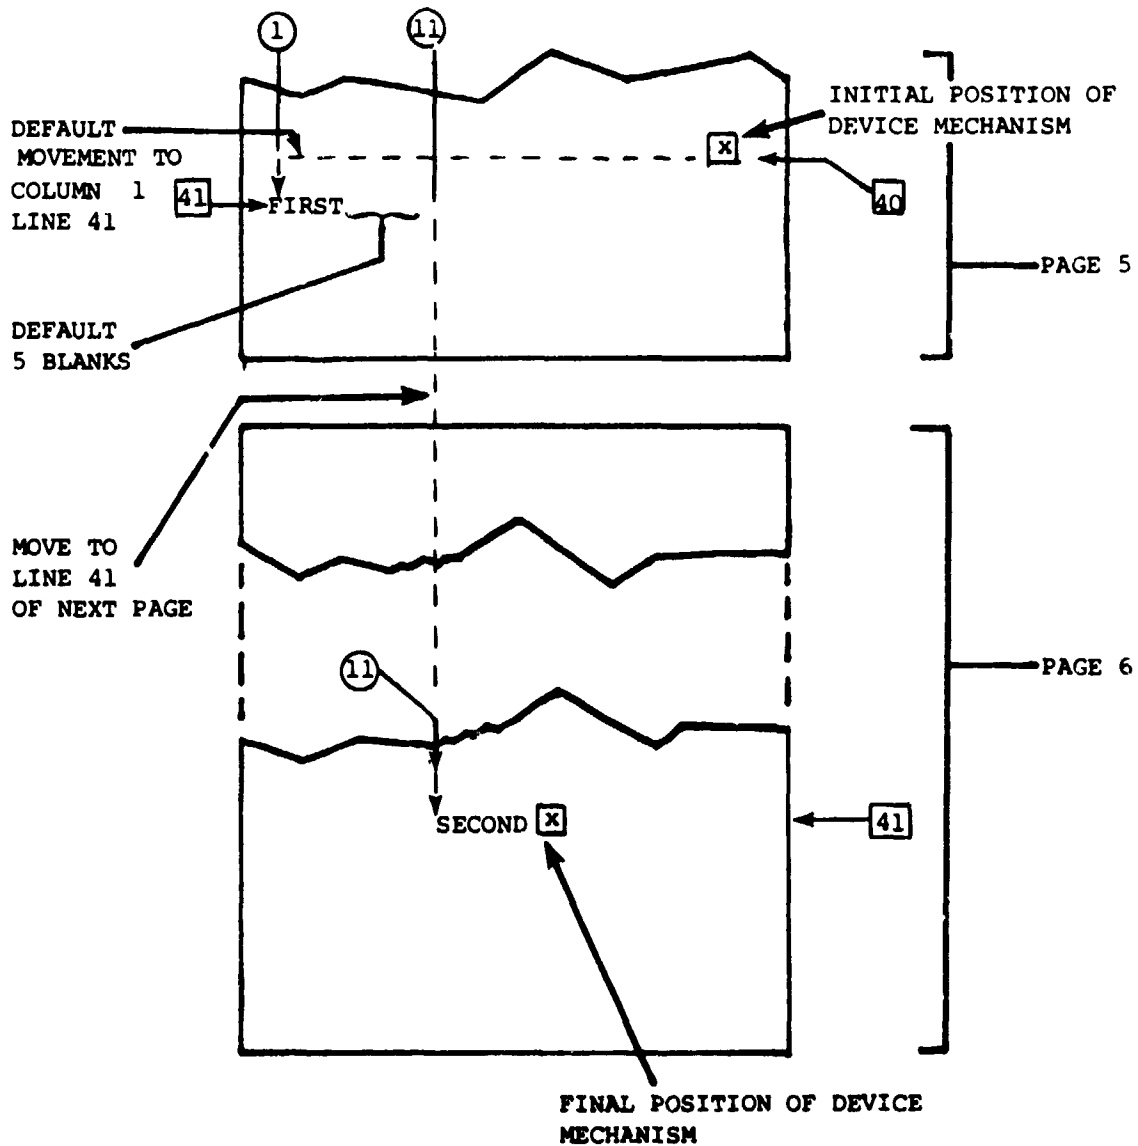 1
11
INITIAL POSITION OF
DEVICE MECHANISM
DEFAULT
MOVEMENT TO
COLUMN 1
LINE 41
x
41
FIRST
40
PAGE 5
DEFAULT
5 BLANKS
MOVE TO
LINE 41
OF NEXT PAGE
11
PAGE 6
SECOND x
41
FINAL POSITION OF DEVICE
MECHANISM